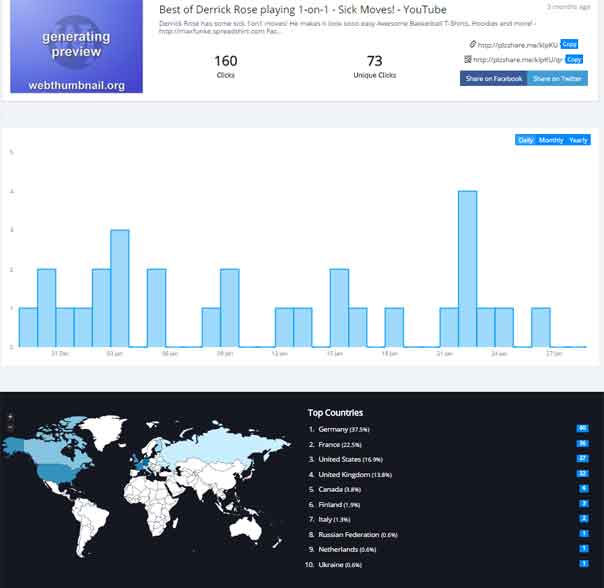 generating
preview
webthumbnail.org
Best of Derrick Rose playing 1-on-1 - Sick Moves! - YouTube
3 months ago
Derrick Rose has some sick 1on1 moves! He makes it look sooo easy Awesome Basketball T-Shirts, Hoodies and more! -
http://maxfunke.spreadshirt.com Fac...
160
Clicks
73
Unique Clicks
http://plzshare.me/klpKU Copy
http://plzshare.me/klpKU/qr Copy
Share on Facebook Share on Twitter
Daily Monthly Yearly
5
4
3
2
1
0
31 Dec 03 Jan 06 Jan 09 Jan 12 Jan 15 Jan 18 Jan 21 Jan 24 Jan 27 Jan
+
-
Top Countries
1. Germany (37.5%) 60
2. France (22.5%) 36
3. United States (16.9%) 27
4. United Kingdom (13.8%) 22
5. Canada (3.8%) 6
6. Finland (1.9%) 3
7. Italy (1.3%) 2
8. Russian Federation (0.6%) 1
9. Netherlands (0.6%) 1
10. Ukraine (0.6%) 1